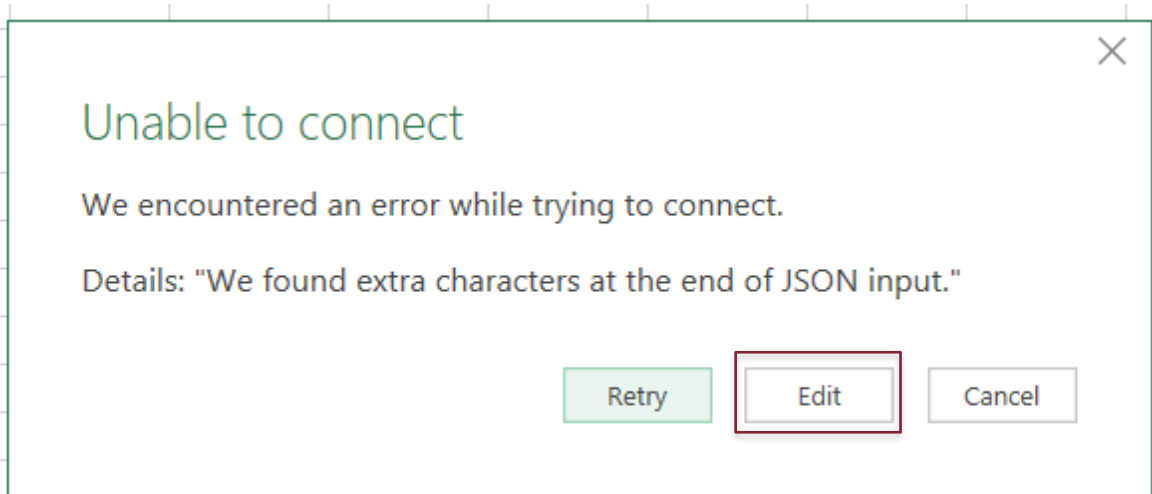 Unable to connect
We encountered an error while trying to connect.
Details: "We found extra characters at the end of JSON input."
Retry Edit Cancel